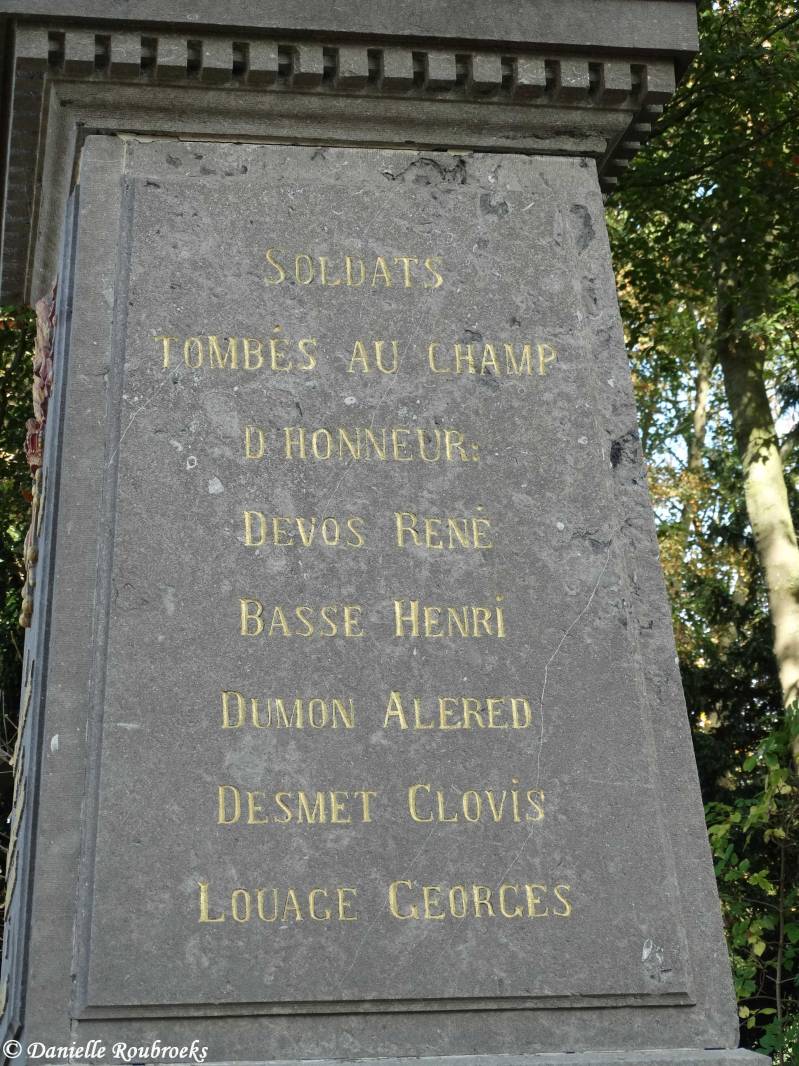 SOLDATS
TOMBÉS AU CHAMP
D'HONNEUR:
DEVOS RENÉ
BASSE HENRI
DUMON ALERED
DESMET CLOVIS
LOUAGE GEORGES
© Danielle Roubroeks